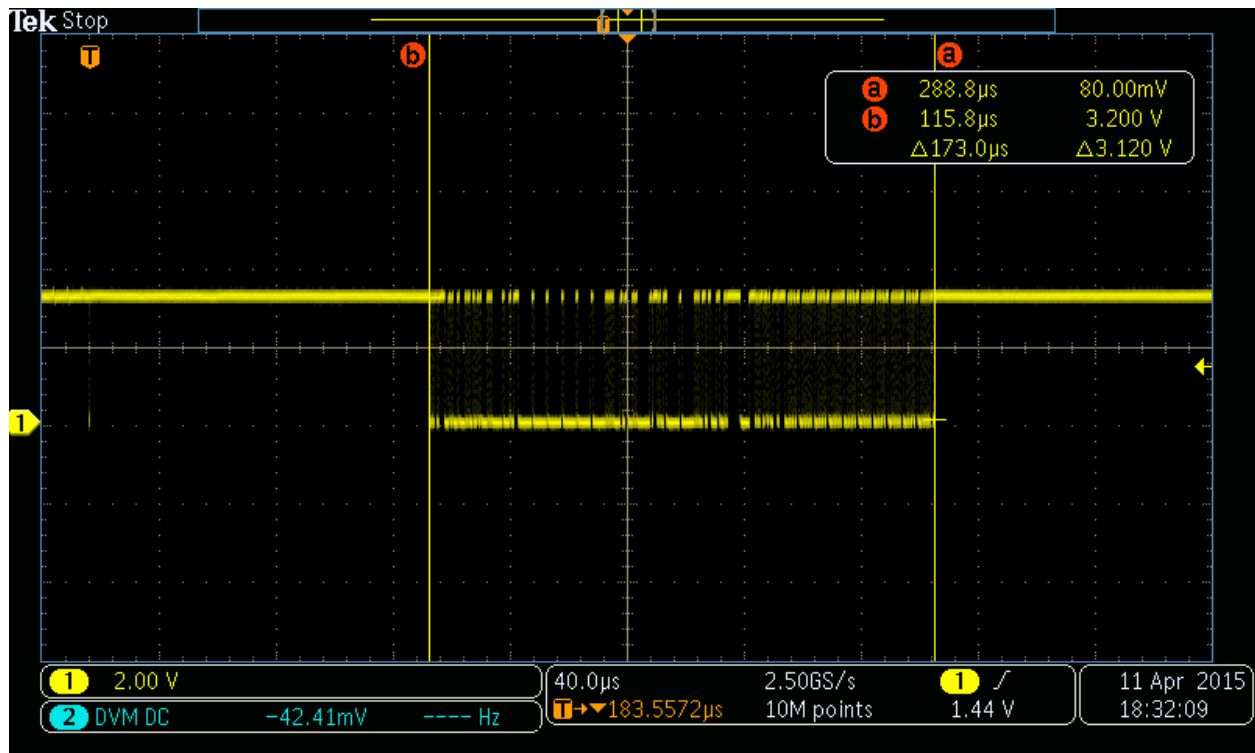 Tek Stop
T
T
b
a
a 288.8µs 80.00mV
b 115.8µs 3.200 V
△173.0µs △3.120 V
1
1 2.00 V
2 DVM DC −42.41mV ---- Hz
40.0µs 2.50GS/s 1 ∫
T→▼183.5572µs 10M points 1.44 V
11 Apr 2015
18:32:09